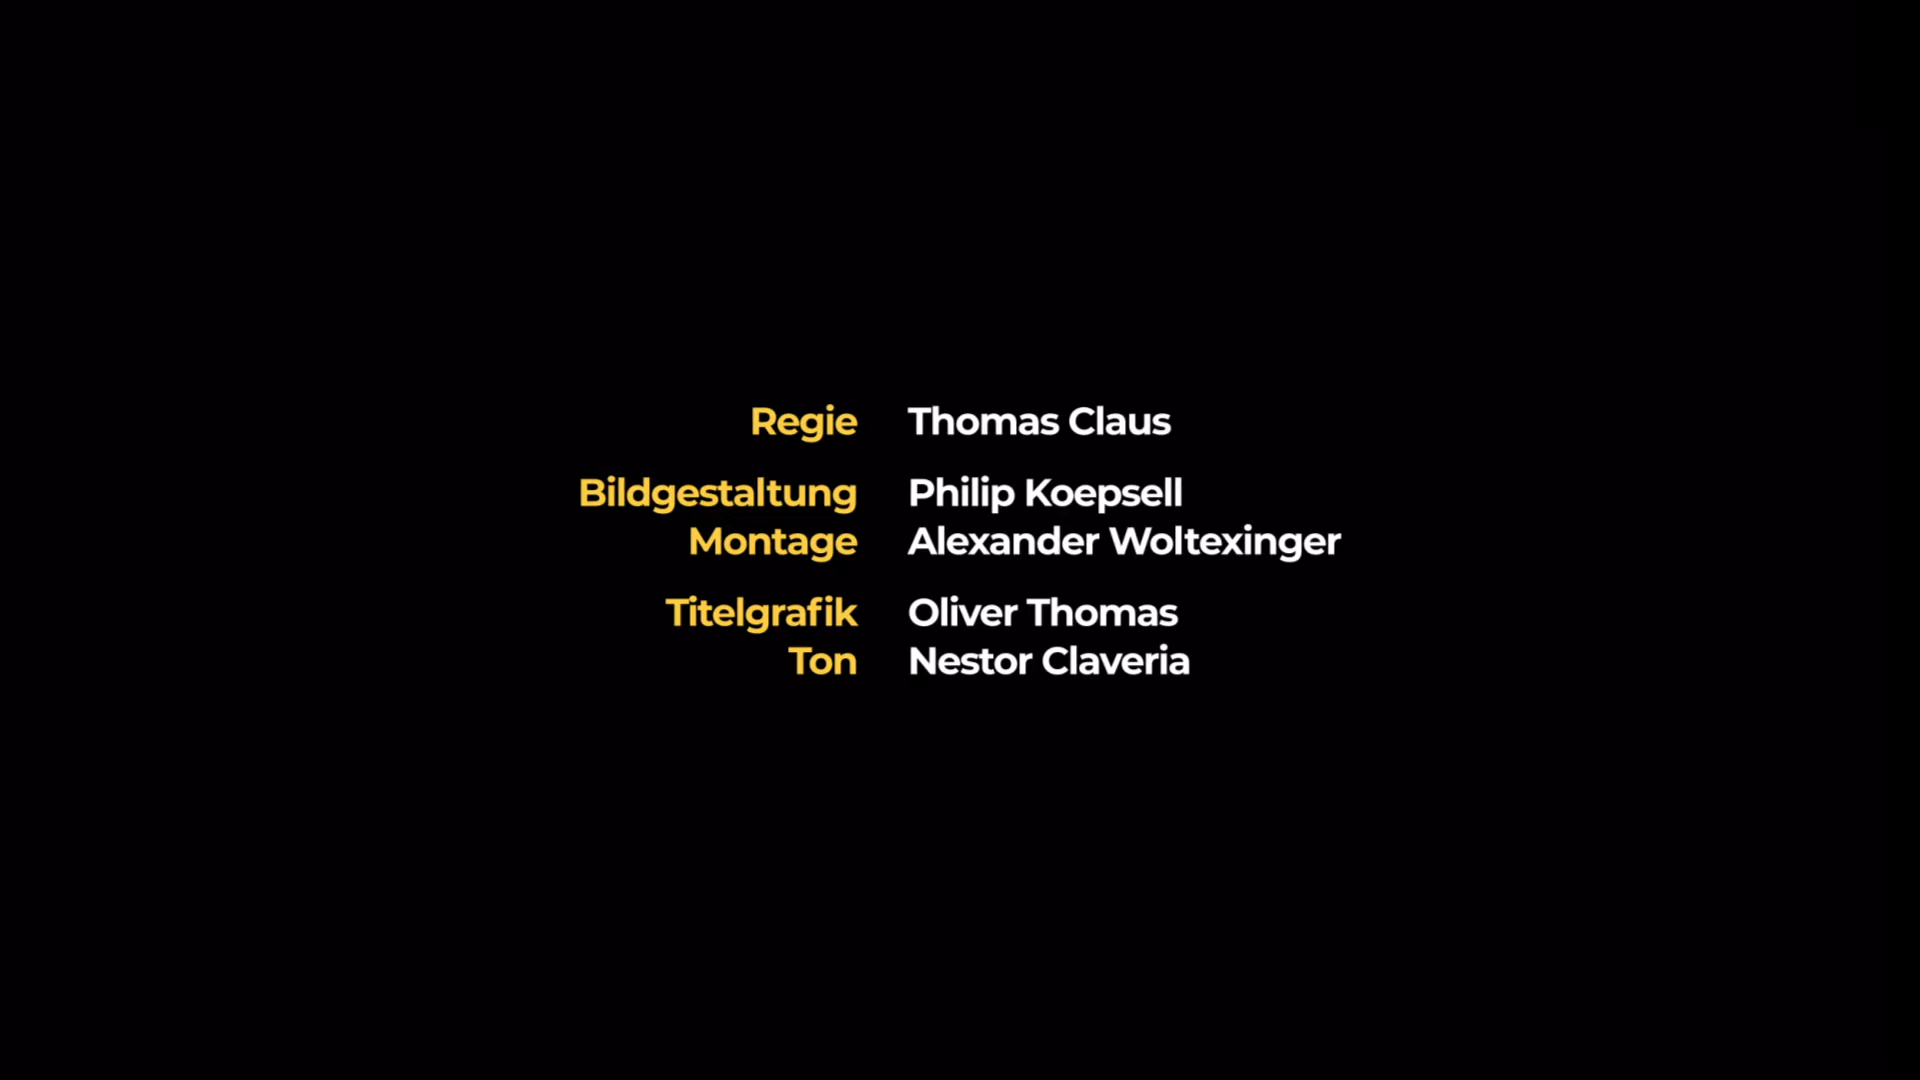 Regie Thomas Claus
Bildgestaltung Philip Koepsell
Montage Alexander Woltexinger
Titelgrafik Oliver Thomas
Ton Nestor Claveria